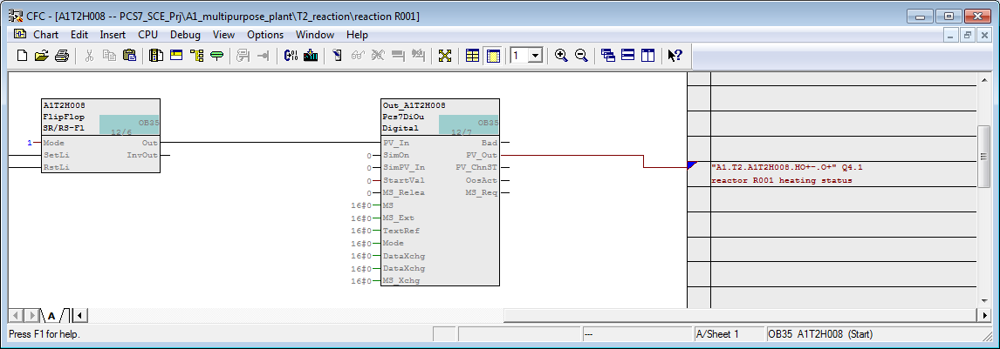 CFC - [A1T2H008 -- PCS7_SCE_Prj\A1_multipurpose_plant\T2_reaction\reaction R001]
Chart Edit Insert CPU Debug View Options Window Help
1
A1T2H008
FlipFlop
SR/RS-Fl OB35
12/6
1 Mode Out
SetLi InvOut
RstLi
Out_A1T2H008
Pcs7DiOu
Digital OB35
12/7
PV_In Bad
0 SimOn PV_Out
0 SimPV_In PV_ChnST
0 StartVal OosAct
0 MS_Relea MS_Req
16#0 MS
16#0 MS_Ext
16#0 TextRef
16#0 Mode
16#0 DataXchg
16#0 DataXchg
16#0 MS_Xchg
"A1.T2.A1T2H008.HO+-.O+" Q4.1
reactor R001 heating status
A
Press F1 for help. --- A/Sheet 1 OB35 A1T2H008 (Start)